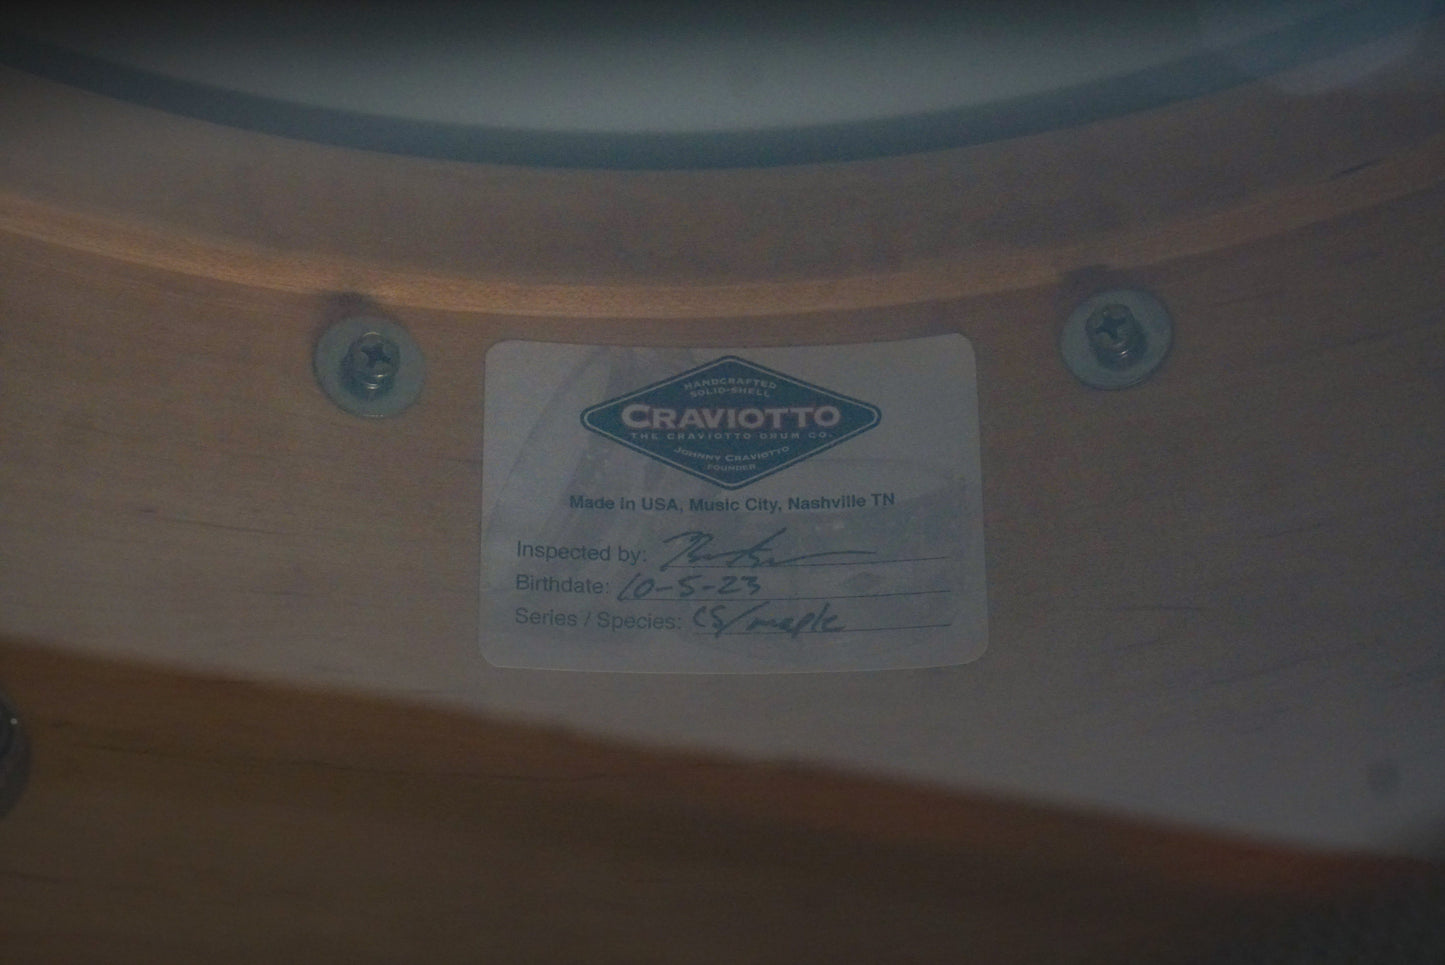 HANDCRAFTED
SOLID-SHELL
CRAVIOTTO
THE CRAVIOTTO DRUM CO.
JOHNNY CRAVIOTTO
FOUNDER
Made in USA, Music City, Nashville TN
Inspected by:
Birthdate: 10-5-23
Series / Species: CS/maple